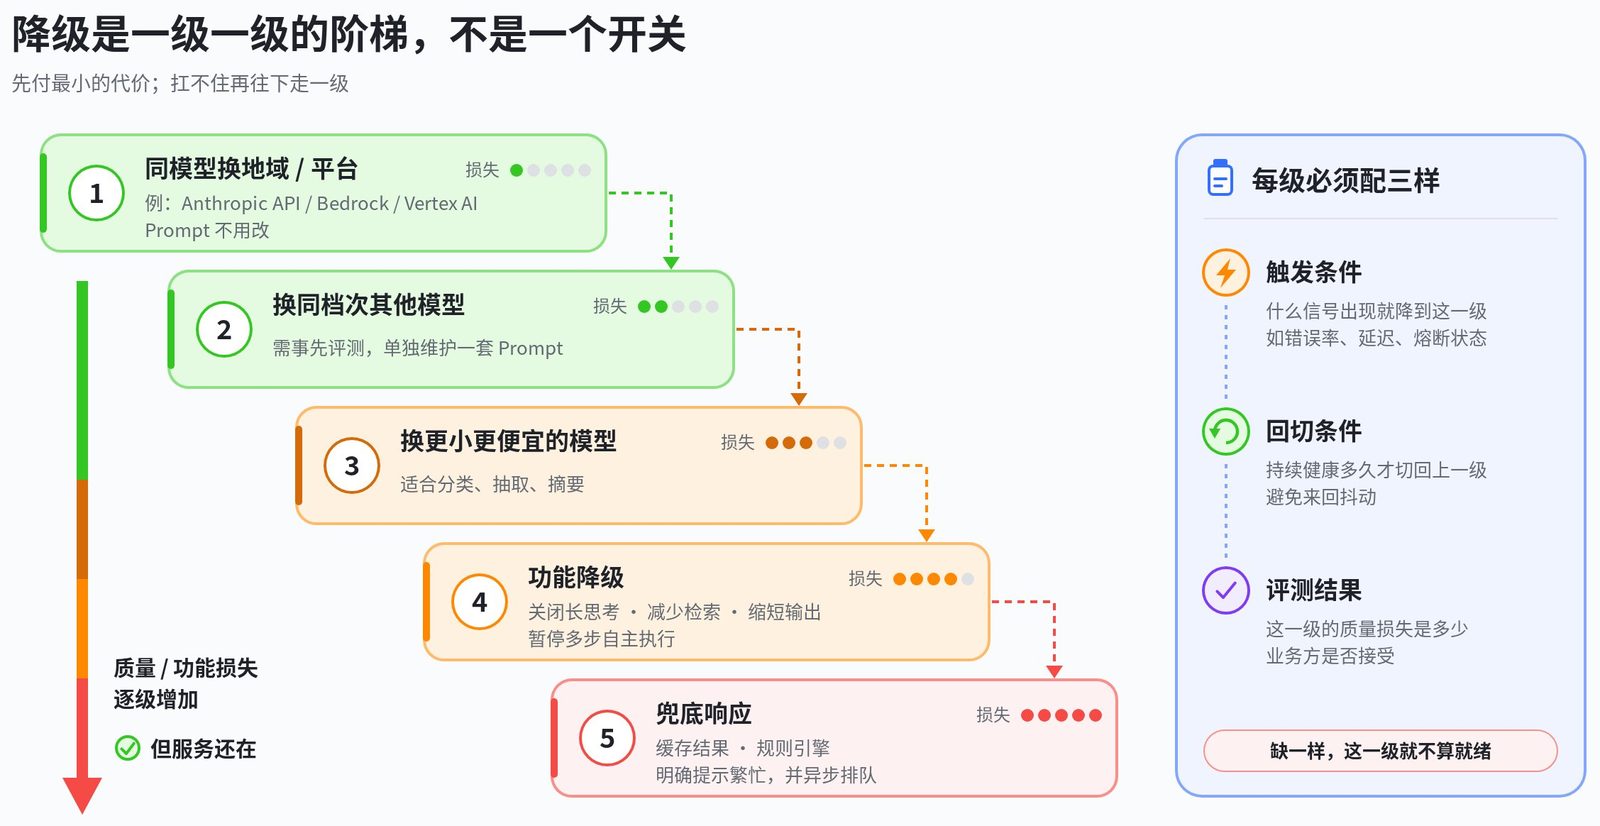 降级是一级一级的阶梯，不是一个开关
先付最小的代价；扛不住再往下走一级
1
同模型换地域 / 平台
损失
例：Anthropic API / Bedrock / Vertex AI
Prompt 不用改
2
换同档次其他模型
损失
需事先评测，单独维护一套 Prompt
3
换更小更便宜的模型
损失
适合分类、抽取、摘要
4
功能降级
损失
关闭长思考 · 减少检索 · 缩短输出
暂停多步自主执行
5
兜底响应
损失
缓存结果 · 规则引擎
明确提示繁忙，并异步排队
质量 / 功能损失
逐级增加
但服务还在
每级必须配三样
触发条件
什么信号出现就降到这一级
如错误率、延迟、熔断状态
回切条件
持续健康多久才切回上一级
避免来回抖动
评测结果
这一级的质量损失是多少
业务方是否接受
缺一样，这一级就不算就绪